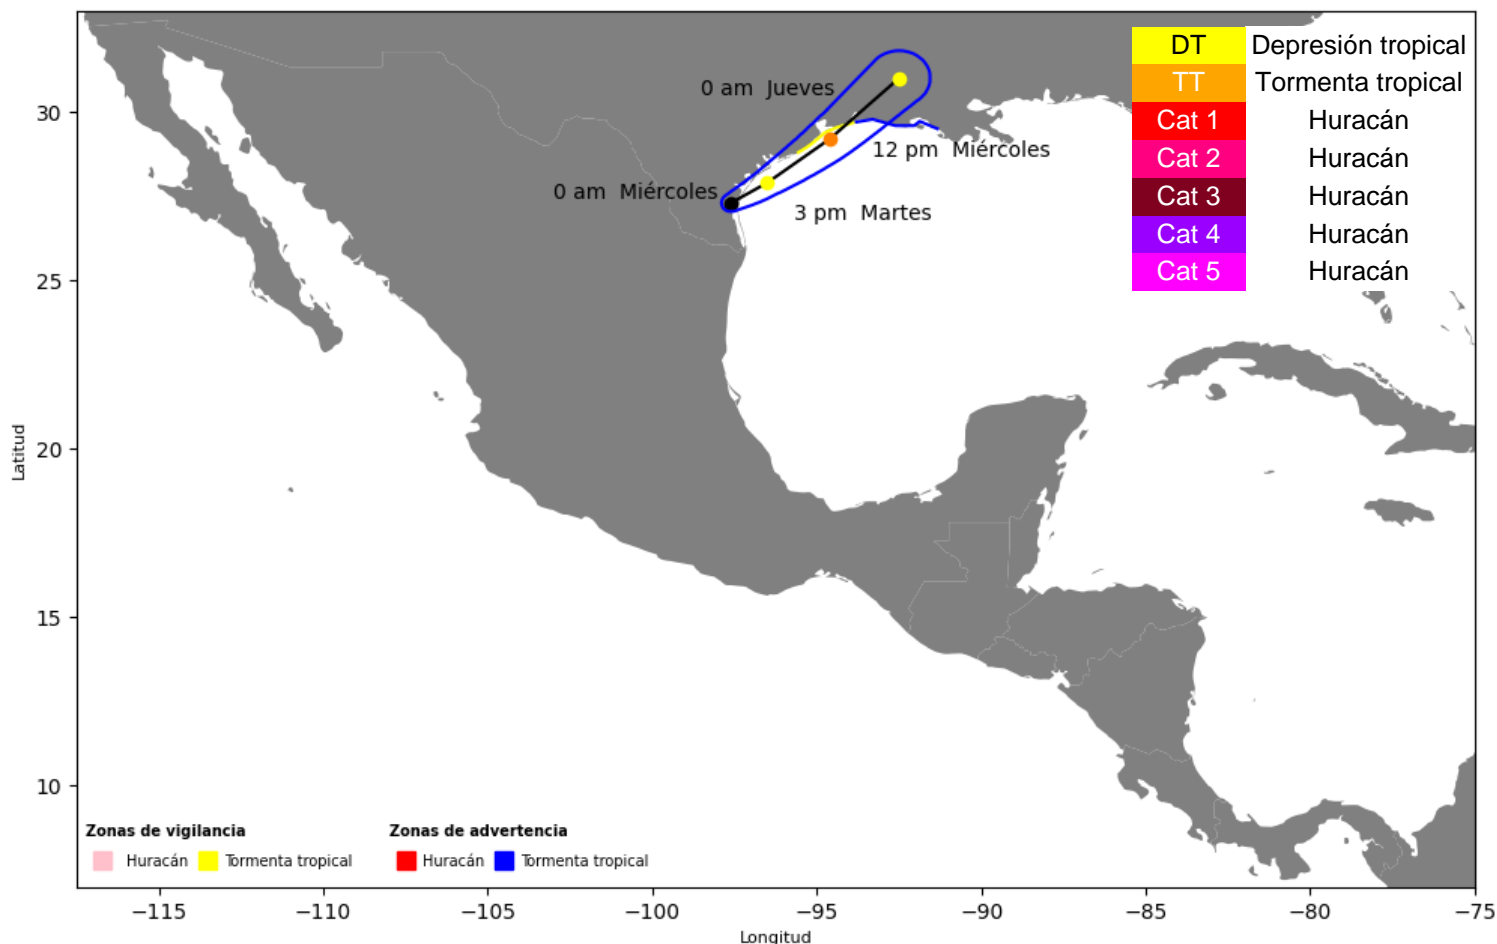 DT Depresión tropical
TT Tormenta tropical
Cat 1 Huracán
Cat 2 Huracán
Cat 3 Huracán
Cat 4 Huracán
Cat 5 Huracán
0 am Jueves
12 pm Miércoles
0 am Miércoles
3 pm Martes
30
25
20
15
10
Latitud
Zonas de vigilancia
Huracán Tormenta tropical
Zonas de advertencia
Huracán Tormenta tropical
−115 −110 −105 −100 −95 −90 −85 −80 −75
Longitud